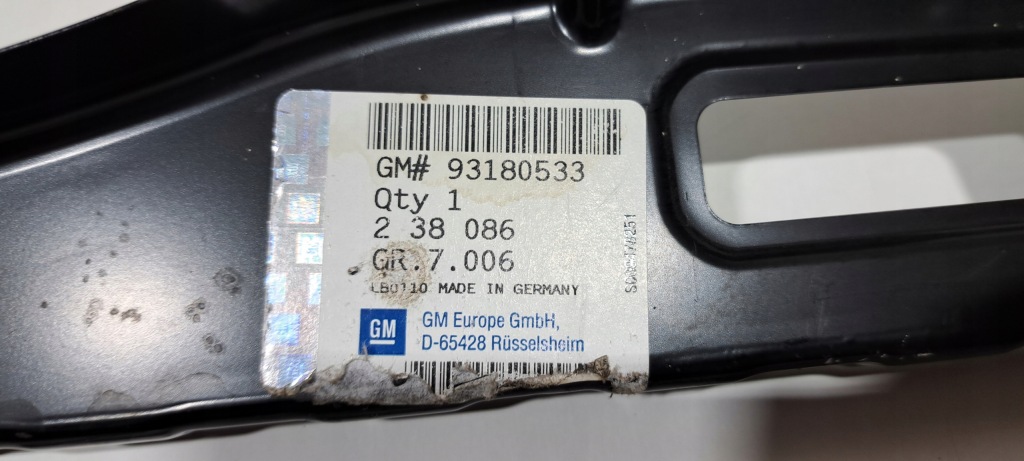 GM# 93180533
Qty 1
2 38 086
GR.7.006
LB0110 MADE IN GERMANY
GM
GM Europe GmbH,
D-65428 Rüsselsheim